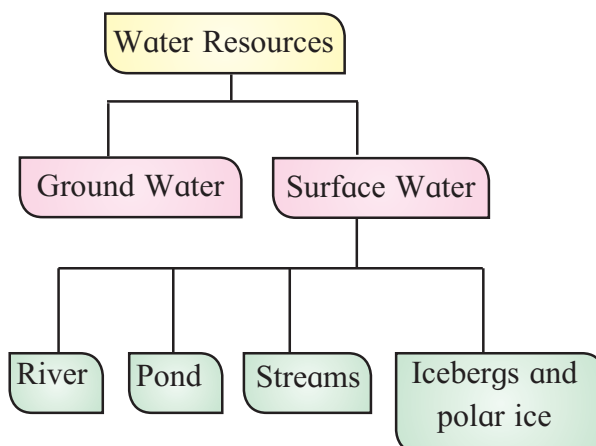 Water Resources
Ground Water
Surface Water
River
Pond
Streams
Icebergs and
polar ice